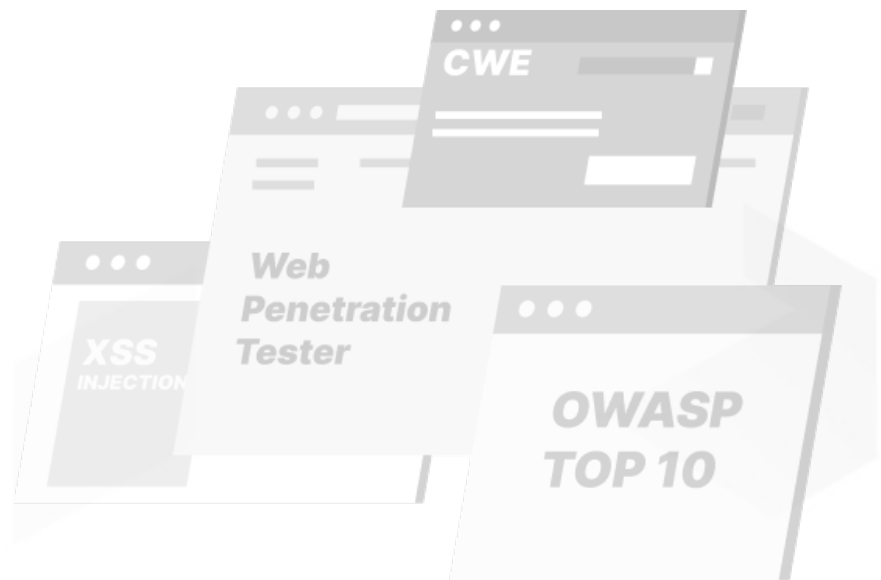 CWE
Web
Penetration
Tester
XSS
INJECTION
OWASP
TOP 10